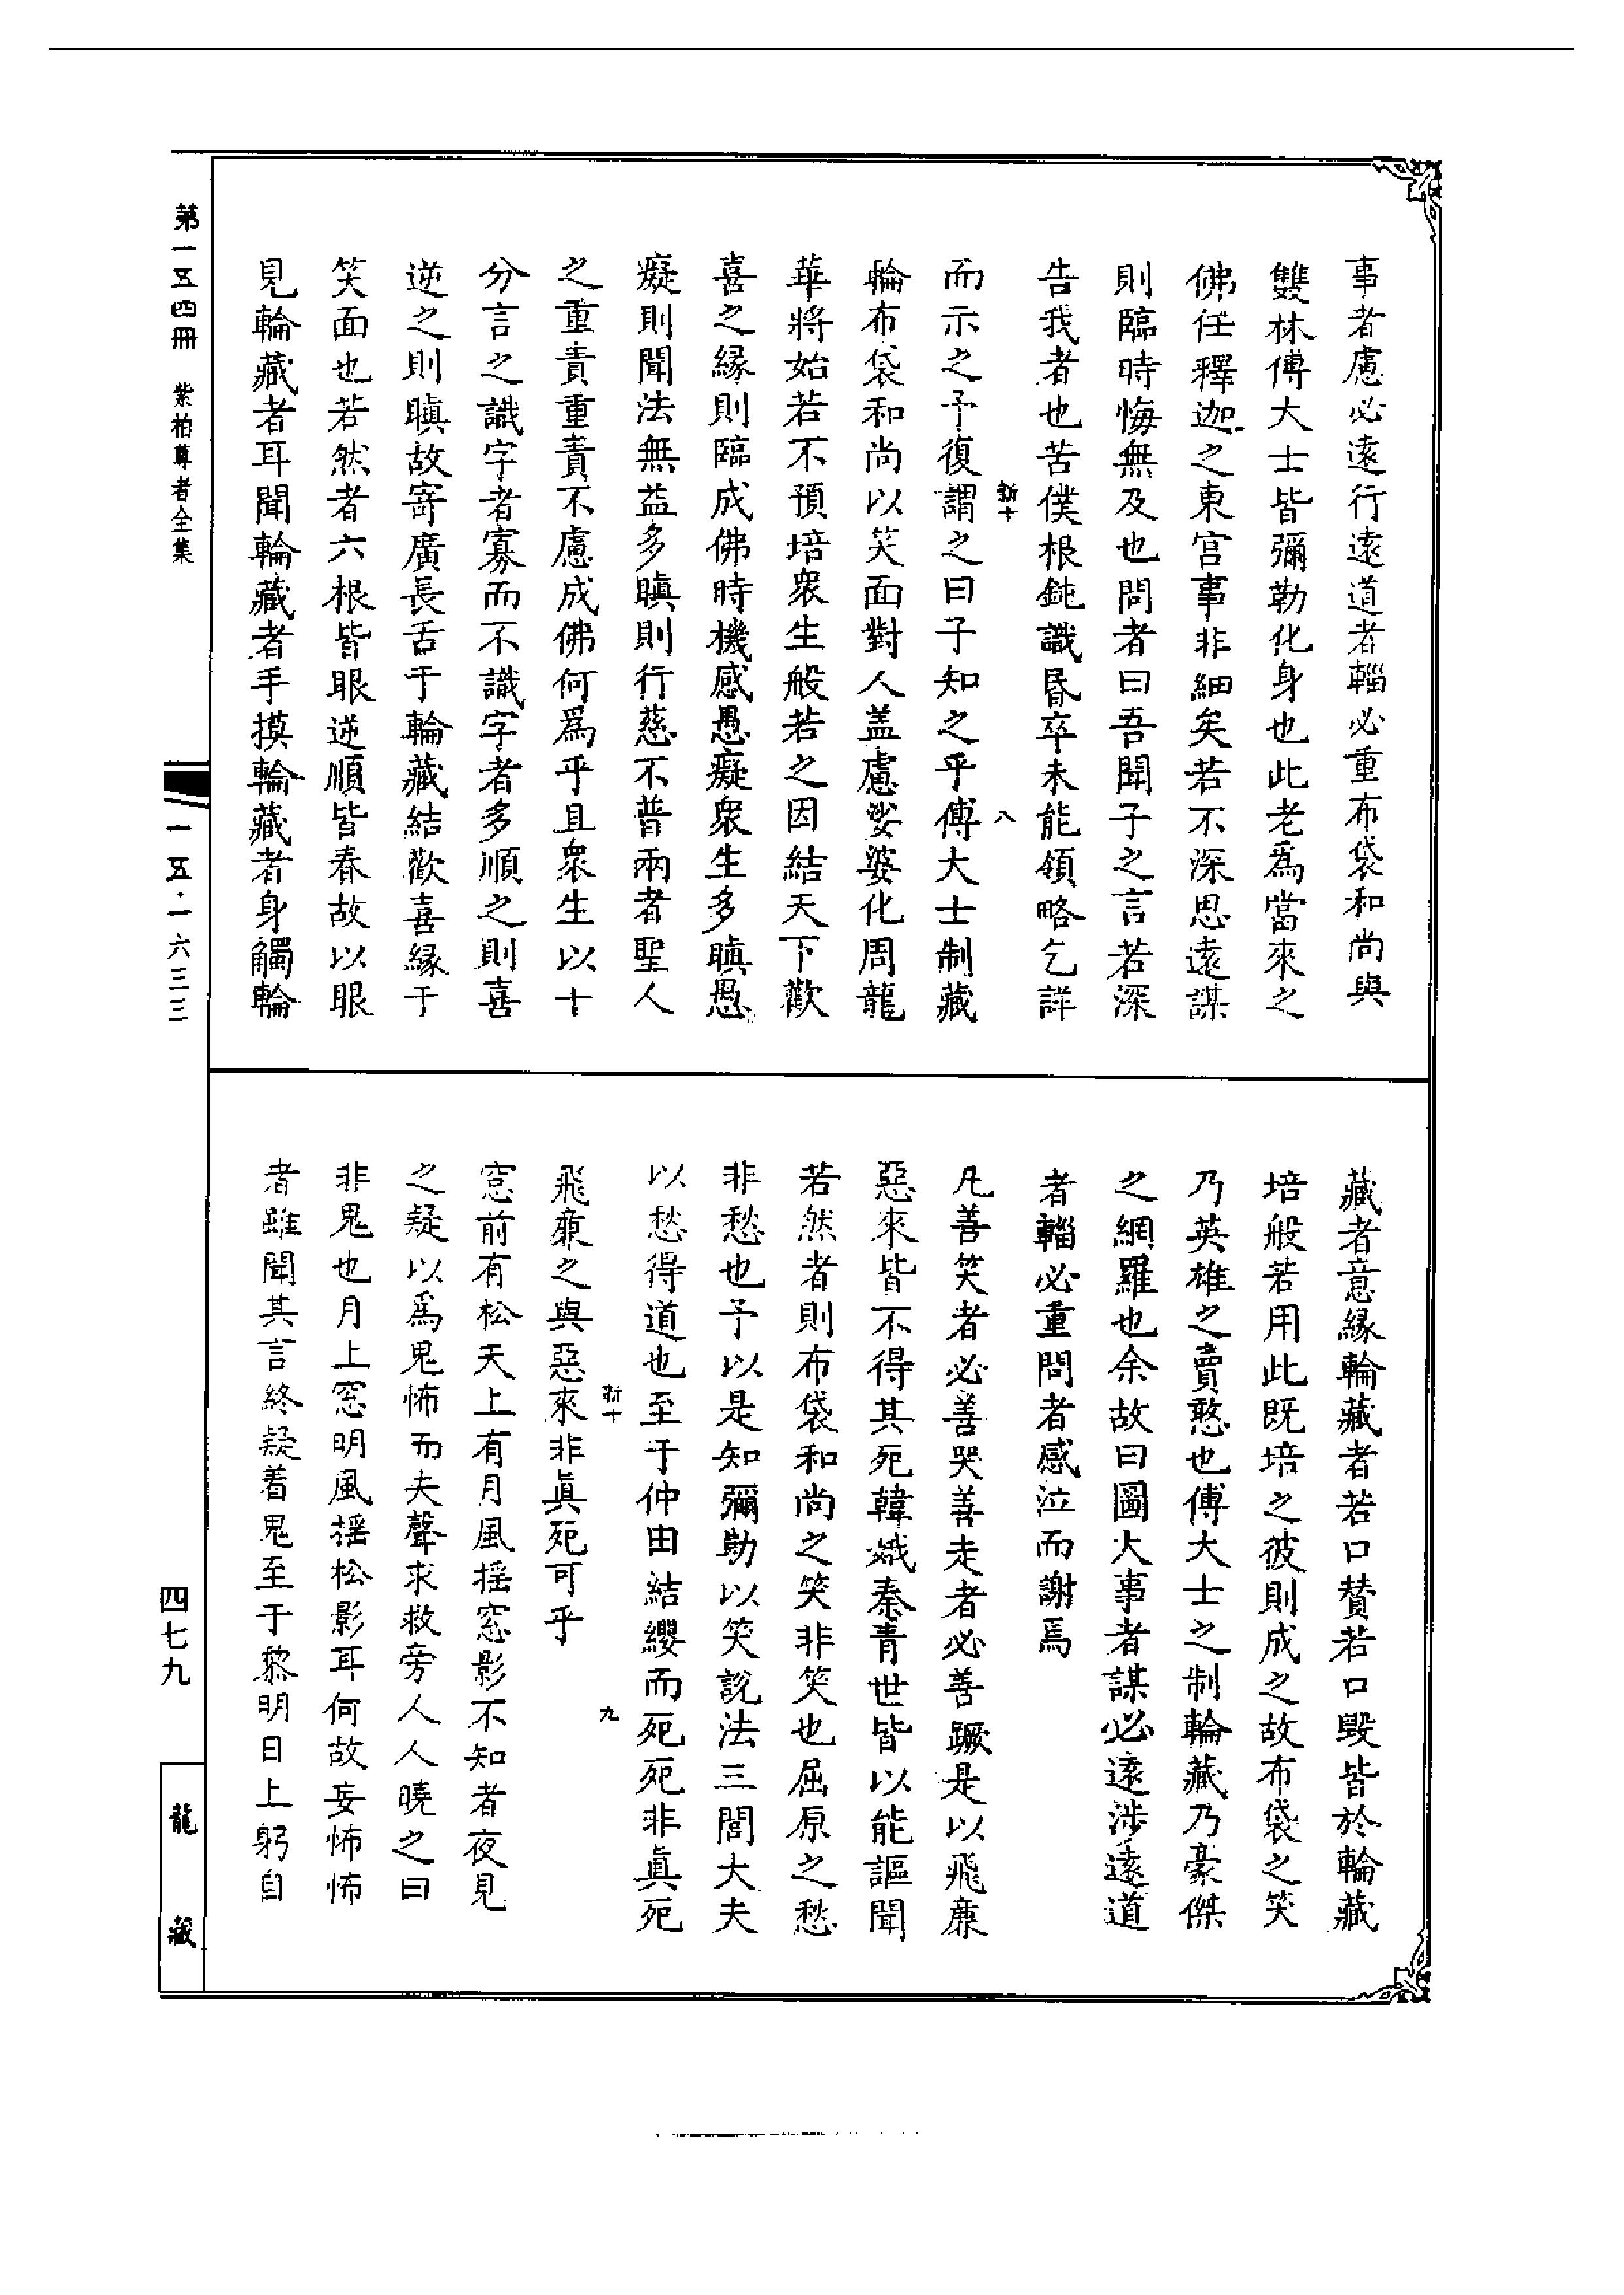 事者慮必遠行遠道者輜必重布袋和尚與
雙林傅大士皆彌勒化身也此老爲當來之
佛任釋迦之東宫事非細矣若不深思遠謀
則臨時悔無及也問者曰吾聞子之言若深
告我者也苦僕根鈍識昏卒未能領略乞詳
新十
八
而示之予復謂之曰子知之乎傅大士制藏
輪布袋和尚以笑面對人盖慮娑婆化周龍
華將始若不預培衆生般若之因結天下歡
喜之緣則臨成佛時機感愚癡衆生多瞋愚
癡則聞法無益多瞋則行慈不普兩者聖人
之重責重責不慮成佛何爲乎且衆生以十
分言之識字者寡而不識字者多順之則喜
逆之則瞋故寄廣長舌于輪藏結歡喜緣于
笑面也若然者六根皆眼逆順皆春故以眼
見輪藏者耳聞輪藏者手摸輪藏者身觸輪
藏者意緣輪藏者若口贊若口毀皆於輪藏
培般若用此既培之彼則成之故布袋之笑
乃英雄之賣憨也傅大士之制輪藏乃豪傑
之網羅也余故曰圖大事者謀必遠涉遠道
者輜必重問者感泣而謝焉
凡善笑者必善哭善走者必善蹶是以飛廉
惡來皆不得其死韓娥秦青世皆以能謳聞
若然者則布袋和尚之笑非笑也屈原之愁
非愁也予以是知彌勒以笑說法三閭大夫
以愁得道也至于仲由結纓而死死非眞死
新十
九
飛廉之與惡來非眞死可乎
窓前有松天上有月風摇窓影不知者夜見
之疑以爲鬼怖而夫聲求救旁人人曉之曰
非鬼也月上窓明風摇松影耳何故妄怖怖
者雖聞其言終疑着鬼至于黎明日上躬自
第一五四冊 紫柏尊者全集
一五·一六三三
四七九
龍藏